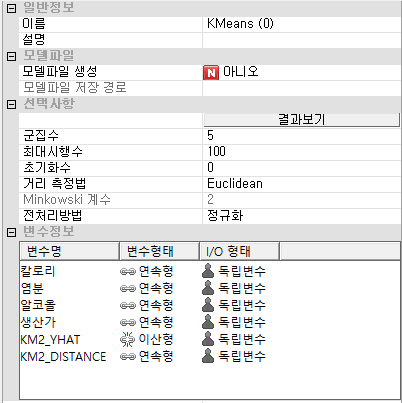 일반정보
이름 KMeans (0)
설명
모델파일
모델파일 생성 N 아니오
모델파일 저장 경로
선택사항
결과보기
군집수 5
최대시행수 100
초기화수 0
거리 측정법 Euclidean
Minkowski 계수 2
전처리방법 정규화
변수정보
변수명 변수형태 I/O 형태
칼로리 연속형 독립변수
염분 연속형 독립변수
알코올 연속형 독립변수
생산가 연속형 독립변수
KM2_YHAT 이산형 독립변수
KM2_DISTANCE 연속형 독립변수